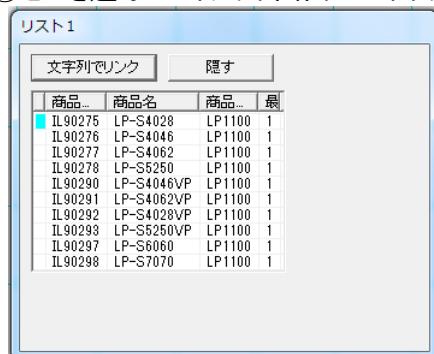 リスト1
文字列でリンク 隠す
商品... 商品名 商品... 最
IL90275 LP-S4028 LP1100 1
IL90276 LP-S4046 LP1100 1
IL90277 LP-S4062 LP1100 1
IL90278 LP-S5250 LP1100 1
IL90290 LP-S4046VP LP1100 1
IL90291 LP-S4062VP LP1100 1
IL90292 LP-S4028VP LP1100 1
IL90293 LP-S5250VP LP1100 1
IL90297 LP-S6060 LP1100 1
IL90298 LP-S7070 LP1100 1